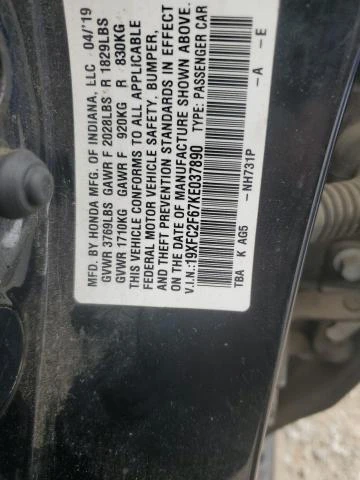 MFD. BY HONDA MFG. OF INDIANA, LLC 04/'19
GVWR 3769LBS GAWR F 2028LBS R 1829LBS
GVWR 1710KG GAWR F 920KG R 830KG
THIS VEHICLE CONFORMS TO ALL APPLICABLE
FEDERAL MOTOR VEHICLE SAFETY, BUMPER,
AND THEFT PREVENTION STANDARDS IN EFFECT
ON THE DATE OF MANUFACTURE SHOWN ABOVE.
V.I.N.:19XFC2F67KE037890 TYPE: PASSENGER CAR
TBA K AG5 -NH731P -A -E